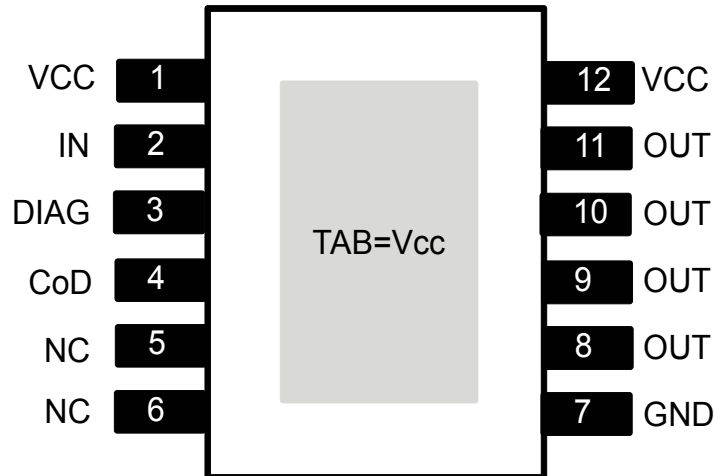 VCC 1 12 VCC
IN 2 11 OUT
DIAG 3 10 OUT
TAB=Vcc
CoD 4 9 OUT
NC 5 8 OUT
NC 6 7 GND